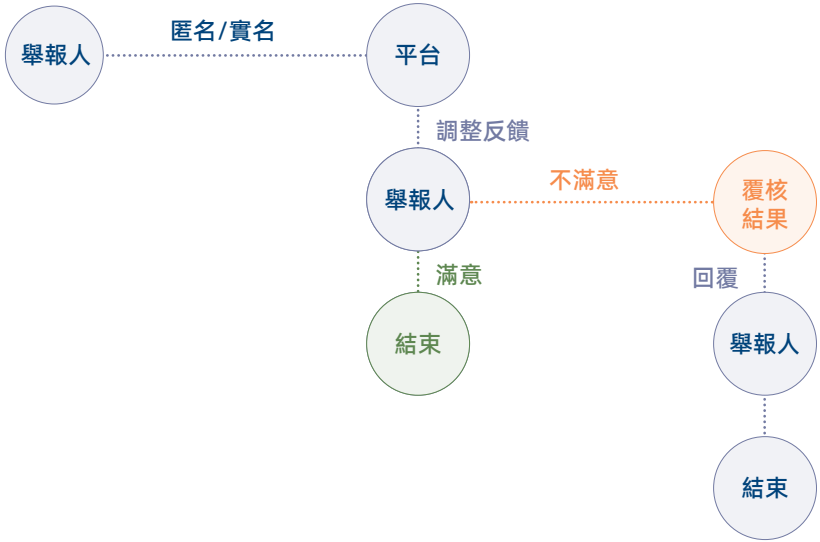 匿名/實名
舉報人
平台
調整反饋
舉報人
不滿意
覆核
結果
滿意
回覆
結束
舉報人
結束